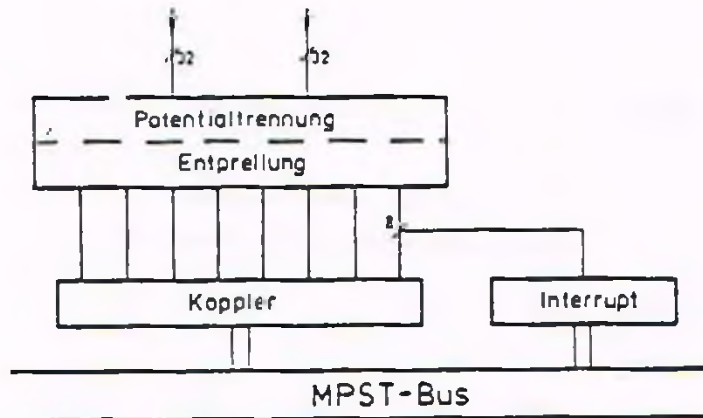 32 32
Potentialtrennung
Entprellung
8
Koppler Interrupt
MPST-Bus